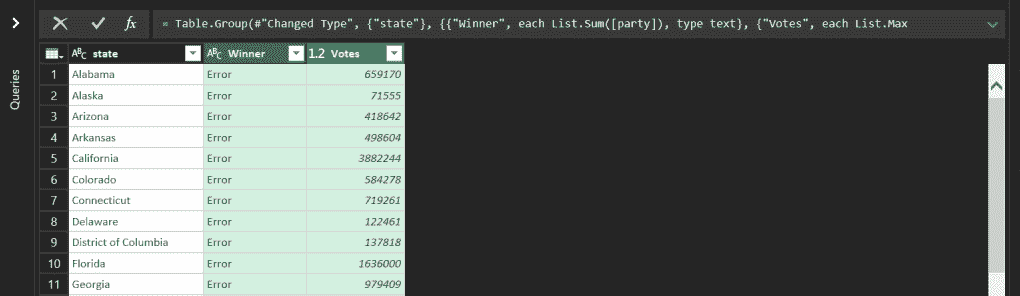 fx = Table.Group(#"Changed Type", {"state"}, {{"Winner", each List.Sum([party]), type text}, {"Votes", each List.Max
Queries
ABC state ABC Winner 1.2 Votes
1 Alabama Error 659170
2 Alaska Error 71555
3 Arizona Error 418642
4 Arkansas Error 498604
5 California Error 3882244
6 Colorado Error 584278
7 Connecticut Error 719261
8 Delaware Error 122461
9 District of Columbia Error 137818
10 Florida Error 1636000
11 Georgia Error 979409